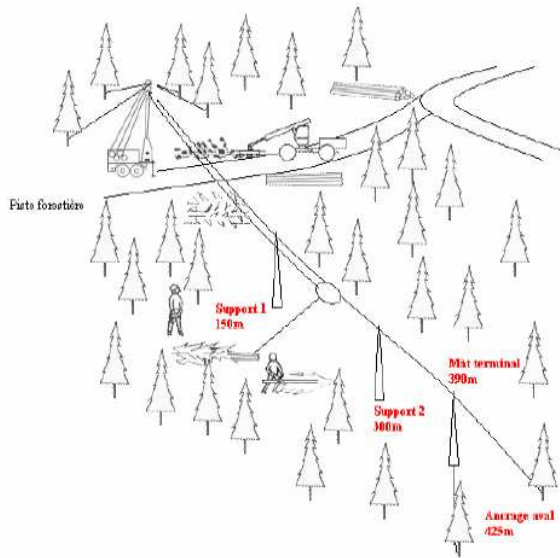 Piste forestière
Support 1
150m
Support 2
300m
Mât terminal
390m
Ancrage aval
425m